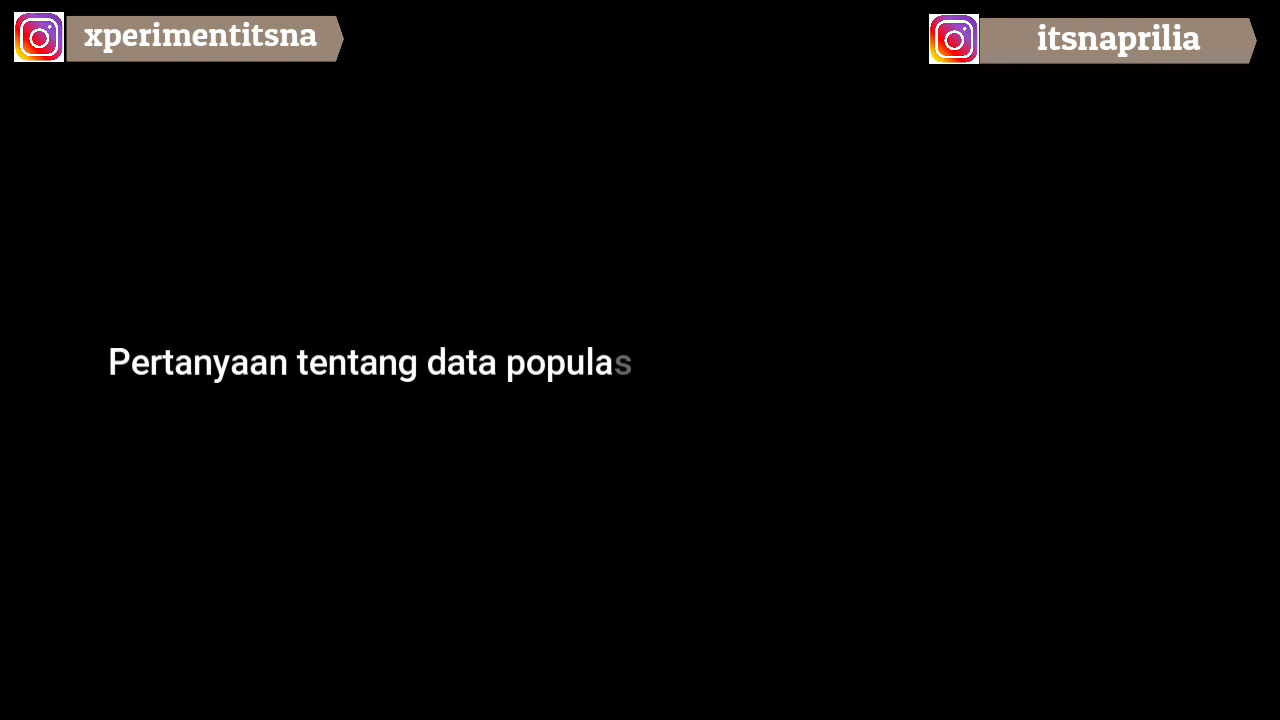 xperimentitsna
itsnaprilia
Pertanyaan tentang data populas